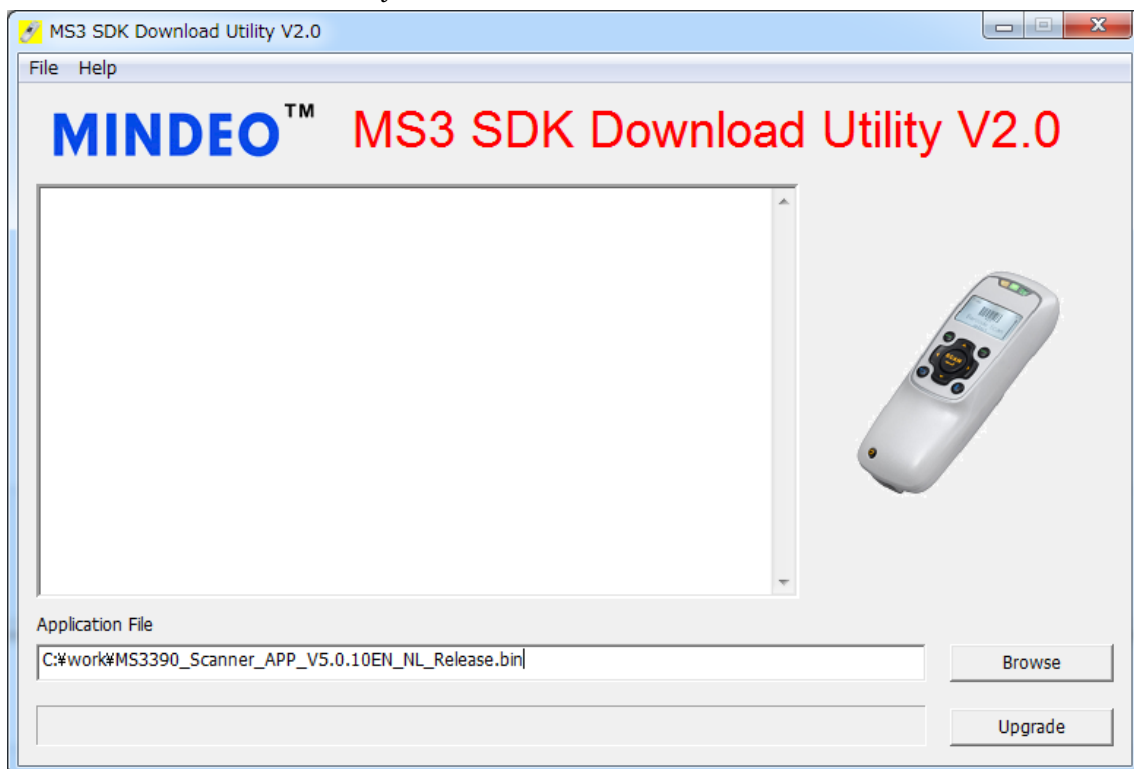 MS3 SDK Download Utility V2.0
File Help
MINDEO™ MS3 SDK Download Utility V2.0
SCAN
Application File
C:¥work¥MS3390_Scanner_APP_V5.0.10EN_NL_Release.bin
Browse
Upgrade